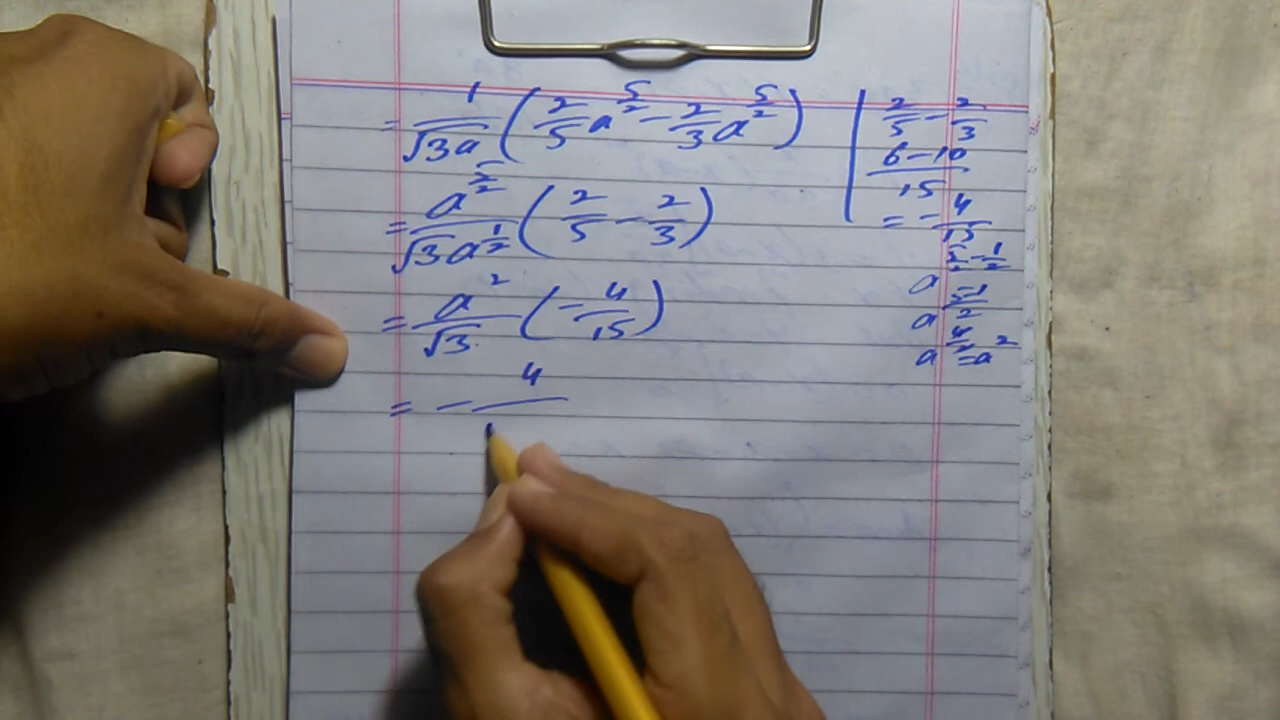 = 1/√3a ( 2/5 a^5/2 - 2/3 a^5/2 )
= a^5/2 / √3 a^1/2 ( 2/5 - 2/3 )
= a^2/√3 ( - 4/15 )
= - 4/
2/5 - 2/3
6-10/15
= - 4/15
a^5/2-1/2
a^5-1/2
a^4/2 = a^2